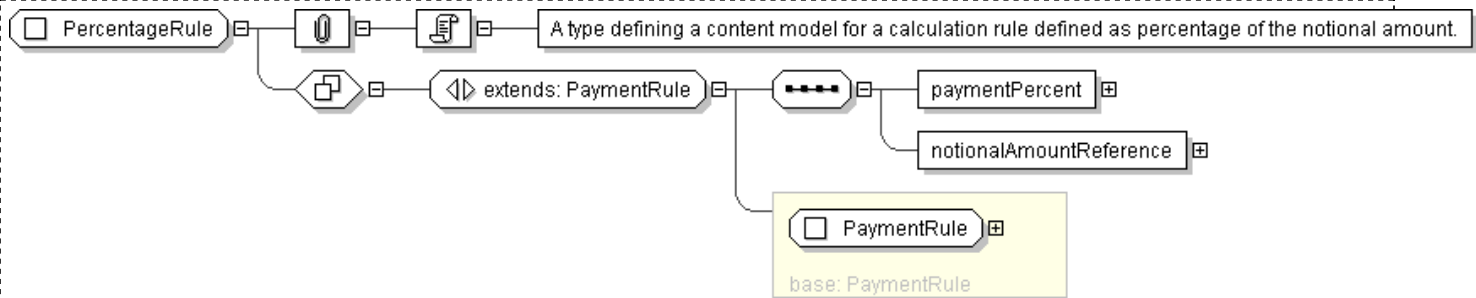 PercentageRule
A type defining a content model for a calculation rule defined as percentage of the notional amount.
extends: PaymentRule
paymentPercent
notionalAmountReference
PaymentRule
base: PaymentRule